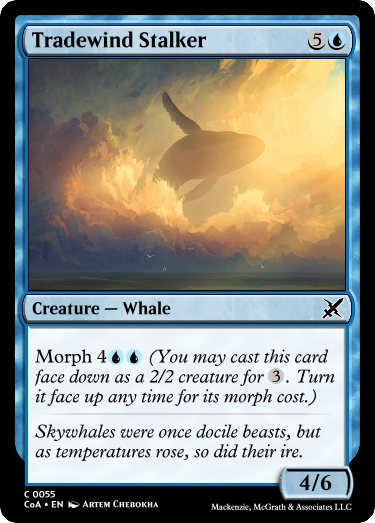 Tradewind Stalker 5
Creature — Whale
Morph 4 (You may cast this card
face down as a 2/2 creature for 3. Turn
it face up any time for its morph cost.)
Skywhales were once docile beasts, but
as temperatures rose, so did their ire.
4/6
C 0055
CoA • EN Artem Chebokha
Mackenzie, McGrath & Associates LLC